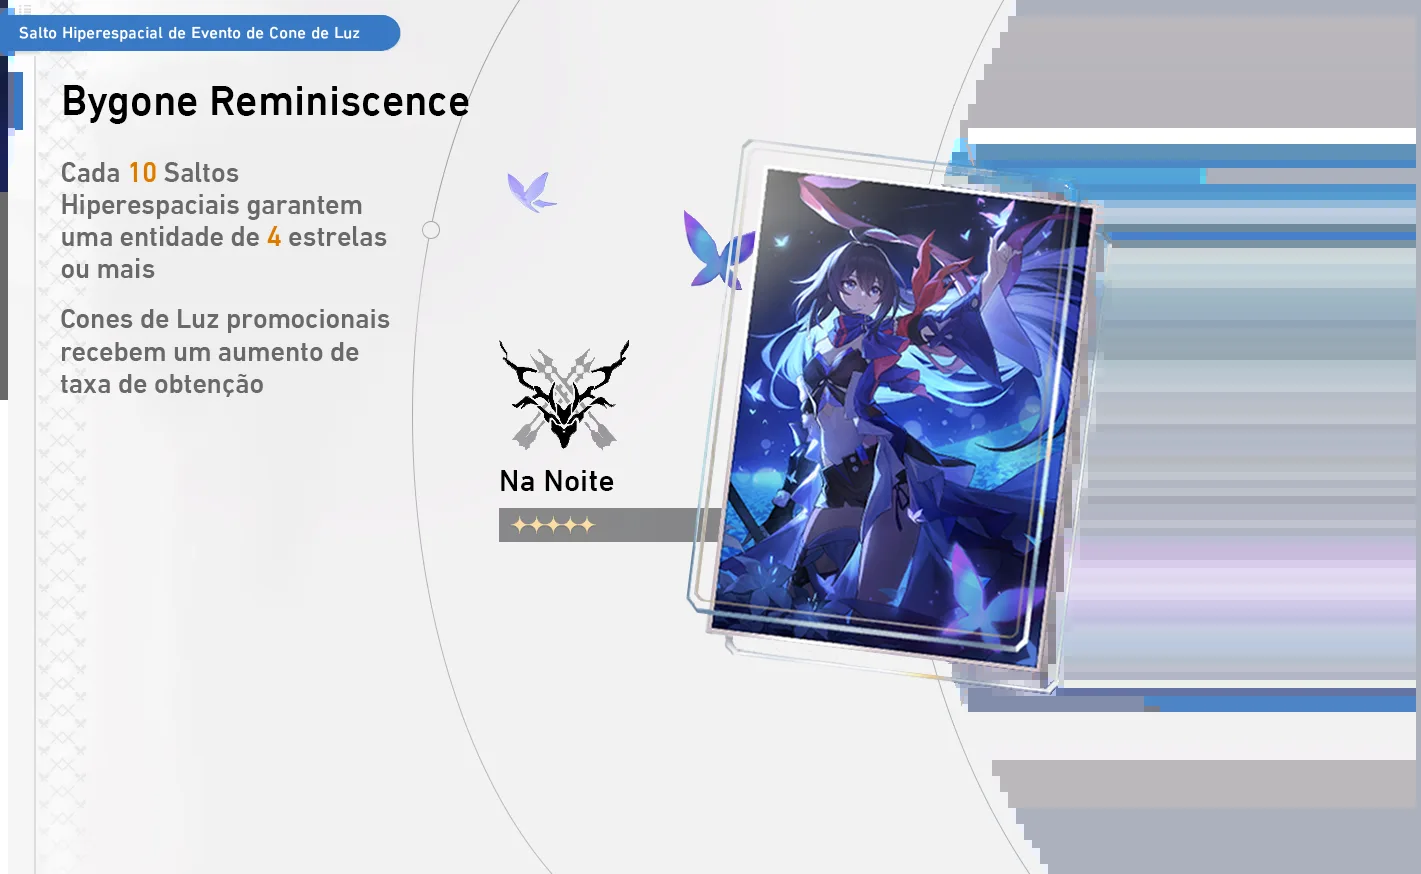 Salto Hiperespacial de Evento de Cone de Luz
Bygone Reminiscence
Cada 10 Saltos
Hiperespaciais garantem
uma entidade de 4 estrelas
ou mais
Cones de Luz promocionais
recebem um aumento de
taxa de obtenção
Na Noite